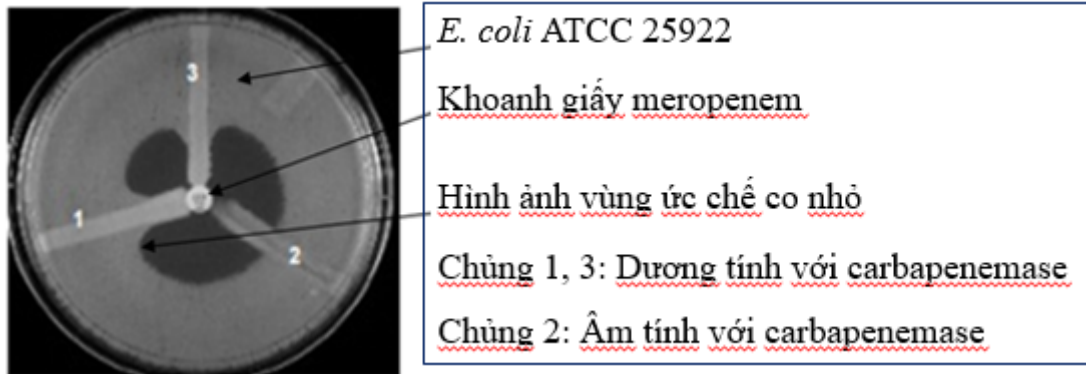 E. coli ATCC 25922
Khoanh giấy meropenem
Hình ảnh vùng ức chế co nhỏ
Chủng 1, 3: Dương tính với carbapenemase
Chủng 2: Âm tính với carbapenemase
3
1
2